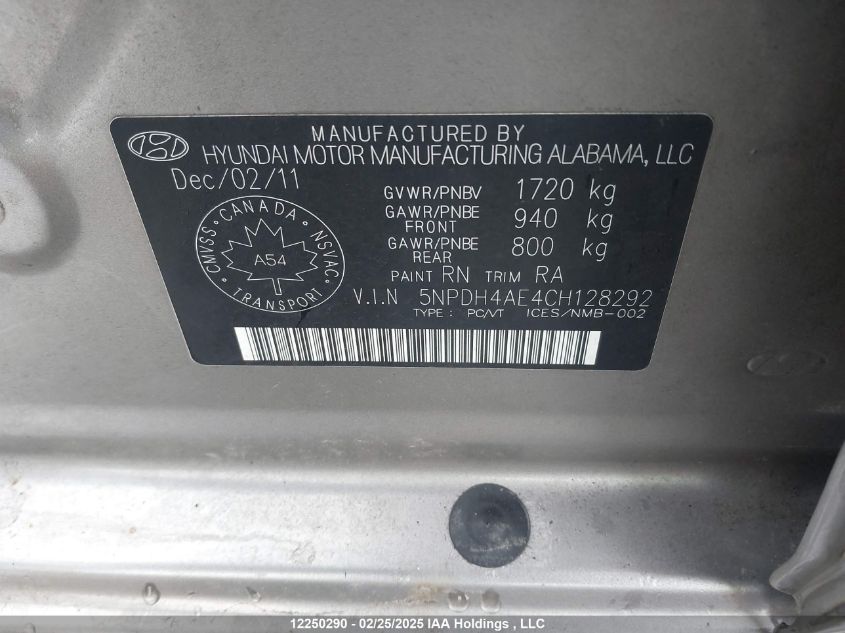 MANUFACTURED BY
HYUNDAI MOTOR MANUFACTURING ALABAMA, LLC
Dec/02/11
GVWR/PNBV 1720 kg
GAWR/PNBE FRONT 940 kg
GAWR/PNBE REAR 800 kg
PAINT RN TRIM RA
CMVSS · CANADA · NSVAC · TRANSPORT ·
A54
V.I.N 5NPDH4AE4CH128292
TYPE : PC/VT ICES/NMB-002
12250290 - 02/25/2025 IAA Holdings , LLC